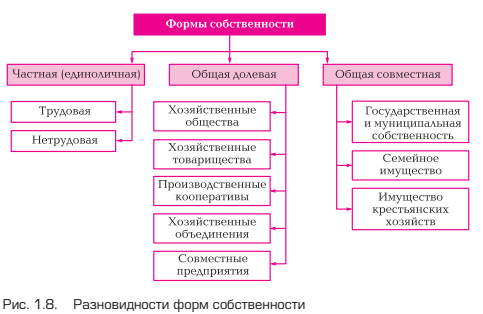 Формы собственности
Частная (единоличная)
Общая долевая
Общая совместная
Трудовая
Нетрудовая
Хозяйственные
общества
Хозяйственные
товарищества
Производственные
кооперативы
Хозяйственные
объединения
Совместные
предприятия
Государственная
и муниципальная
собственность
Семейное
имущество
Имущество
крестьянских
хозяйств
Рис. 1.8. Разновидности форм собственности